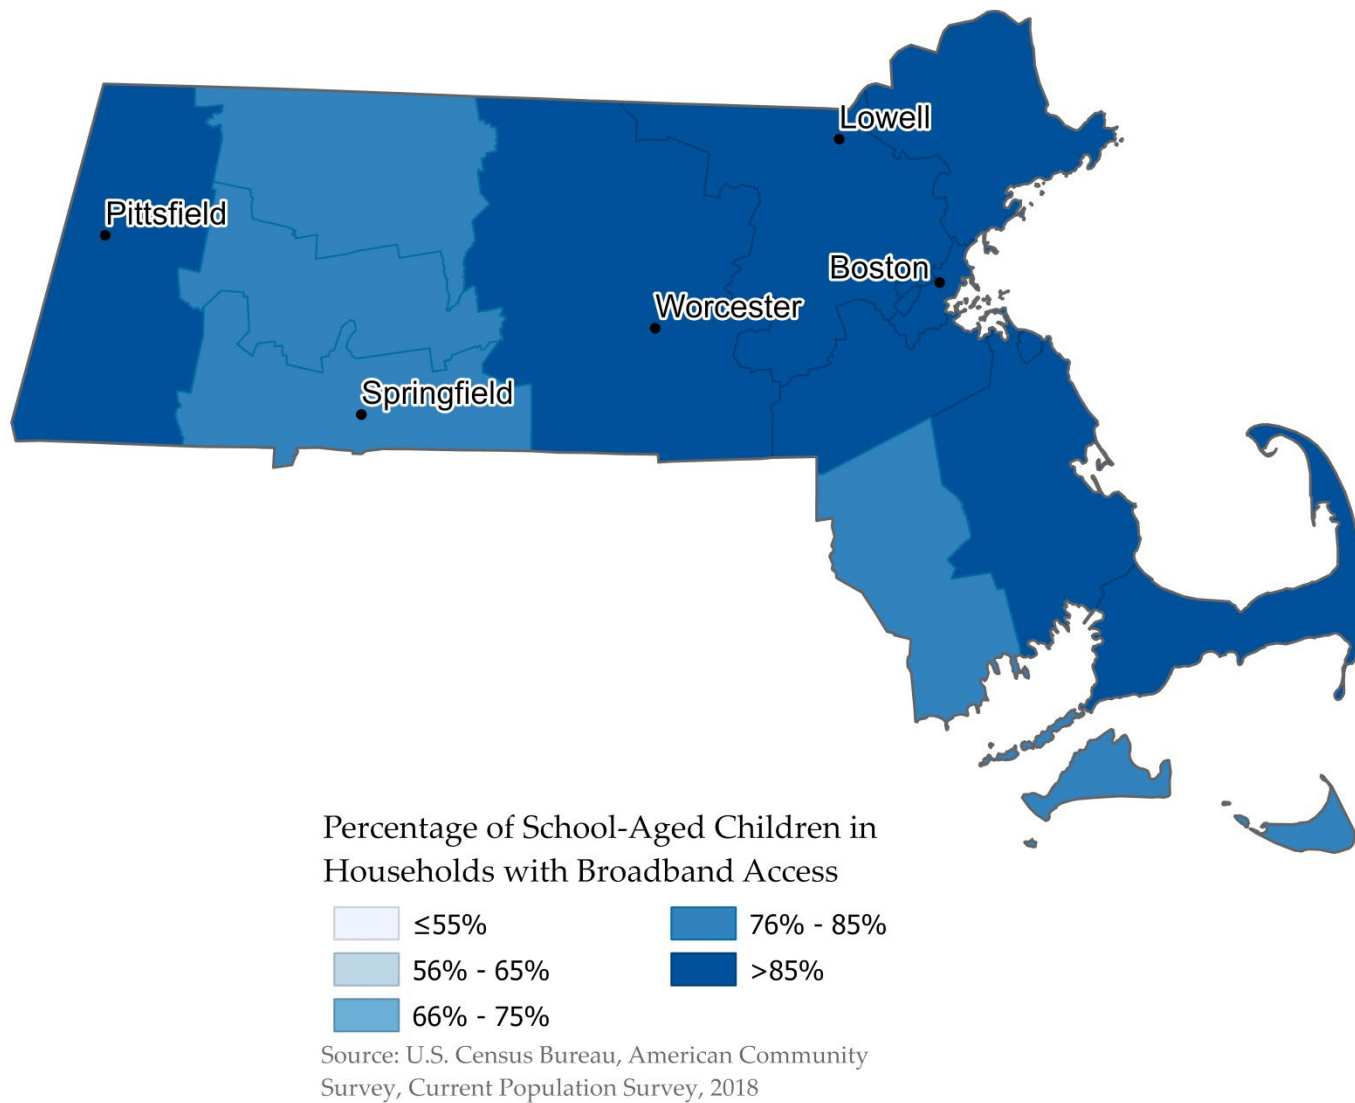 Lowell
Pittsfield
Boston
Worcester
Springfield
Percentage of School-Aged Children in
Households with Broadband Access
≤55%
56% - 65%
66% - 75%
76% - 85%
>85%
Source: U.S. Census Bureau, American Community
Survey, Current Population Survey, 2018